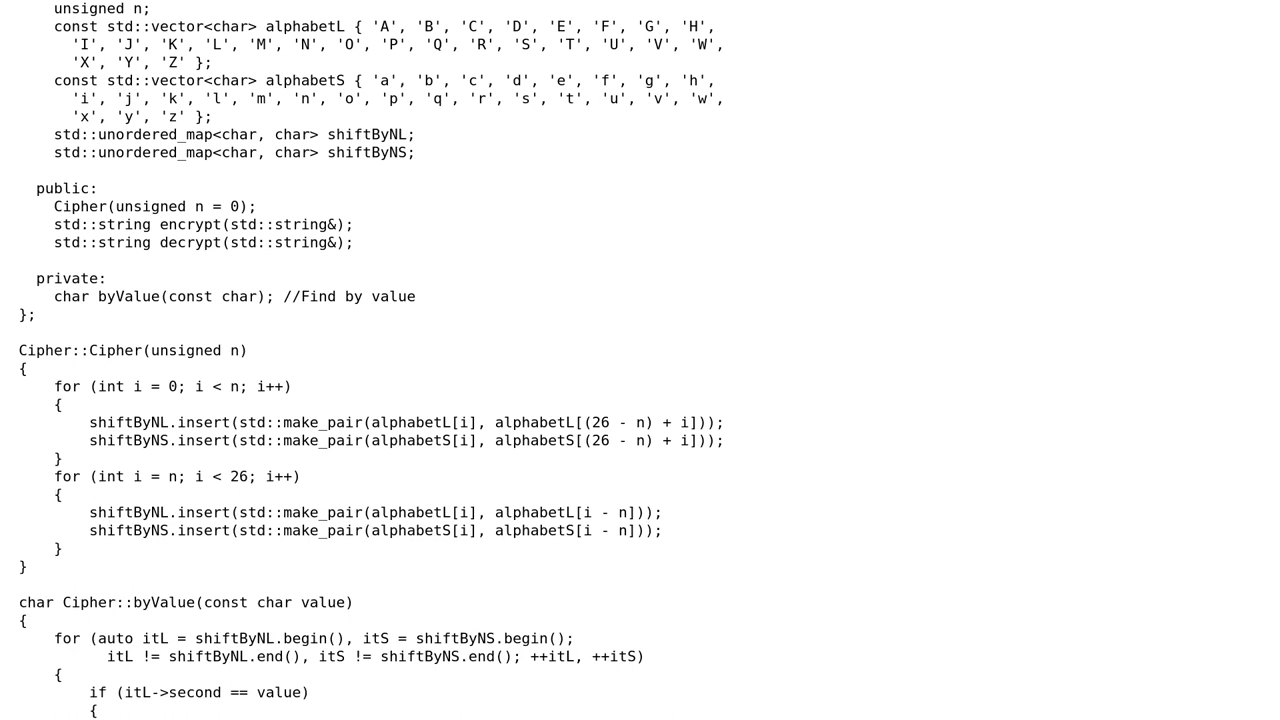 unsigned n;
    const std::vector<char> alphabetL { 'A', 'B', 'C', 'D', 'E', 'F', 'G', 'H',
      'I', 'J', 'K', 'L', 'M', 'N', 'O', 'P', 'Q', 'R', 'S', 'T', 'U', 'V', 'W',
      'X', 'Y', 'Z' };
    const std::vector<char> alphabetS { 'a', 'b', 'c', 'd', 'e', 'f', 'g', 'h',
      'i', 'j', 'k', 'l', 'm', 'n', 'o', 'p', 'q', 'r', 's', 't', 'u', 'v', 'w',
      'x', 'y', 'z' };
    std::unordered_map<char, char> shiftByNL;
    std::unordered_map<char, char> shiftByNS;

  public:
    Cipher(unsigned n = 0);
    std::string encrypt(std::string&);
    std::string decrypt(std::string&);

  private:
    char byValue(const char); //Find by value
};

Cipher::Cipher(unsigned n)
{
    for (int i = 0; i < n; i++)
    {
        shiftByNL.insert(std::make_pair(alphabetL[i], alphabetL[(26 - n) + i]));
        shiftByNS.insert(std::make_pair(alphabetS[i], alphabetS[(26 - n) + i]));
    }
    for (int i = n; i < 26; i++)
    {
        shiftByNL.insert(std::make_pair(alphabetL[i], alphabetL[i - n]));
        shiftByNS.insert(std::make_pair(alphabetS[i], alphabetS[i - n]));
    }
}

char Cipher::byValue(const char value)
{
    for (auto itL = shiftByNL.begin(), itS = shiftByNS.begin();
          itL != shiftByNL.end(), itS != shiftByNS.end(); ++itL, ++itS)
    {
        if (itL->second == value)
        {